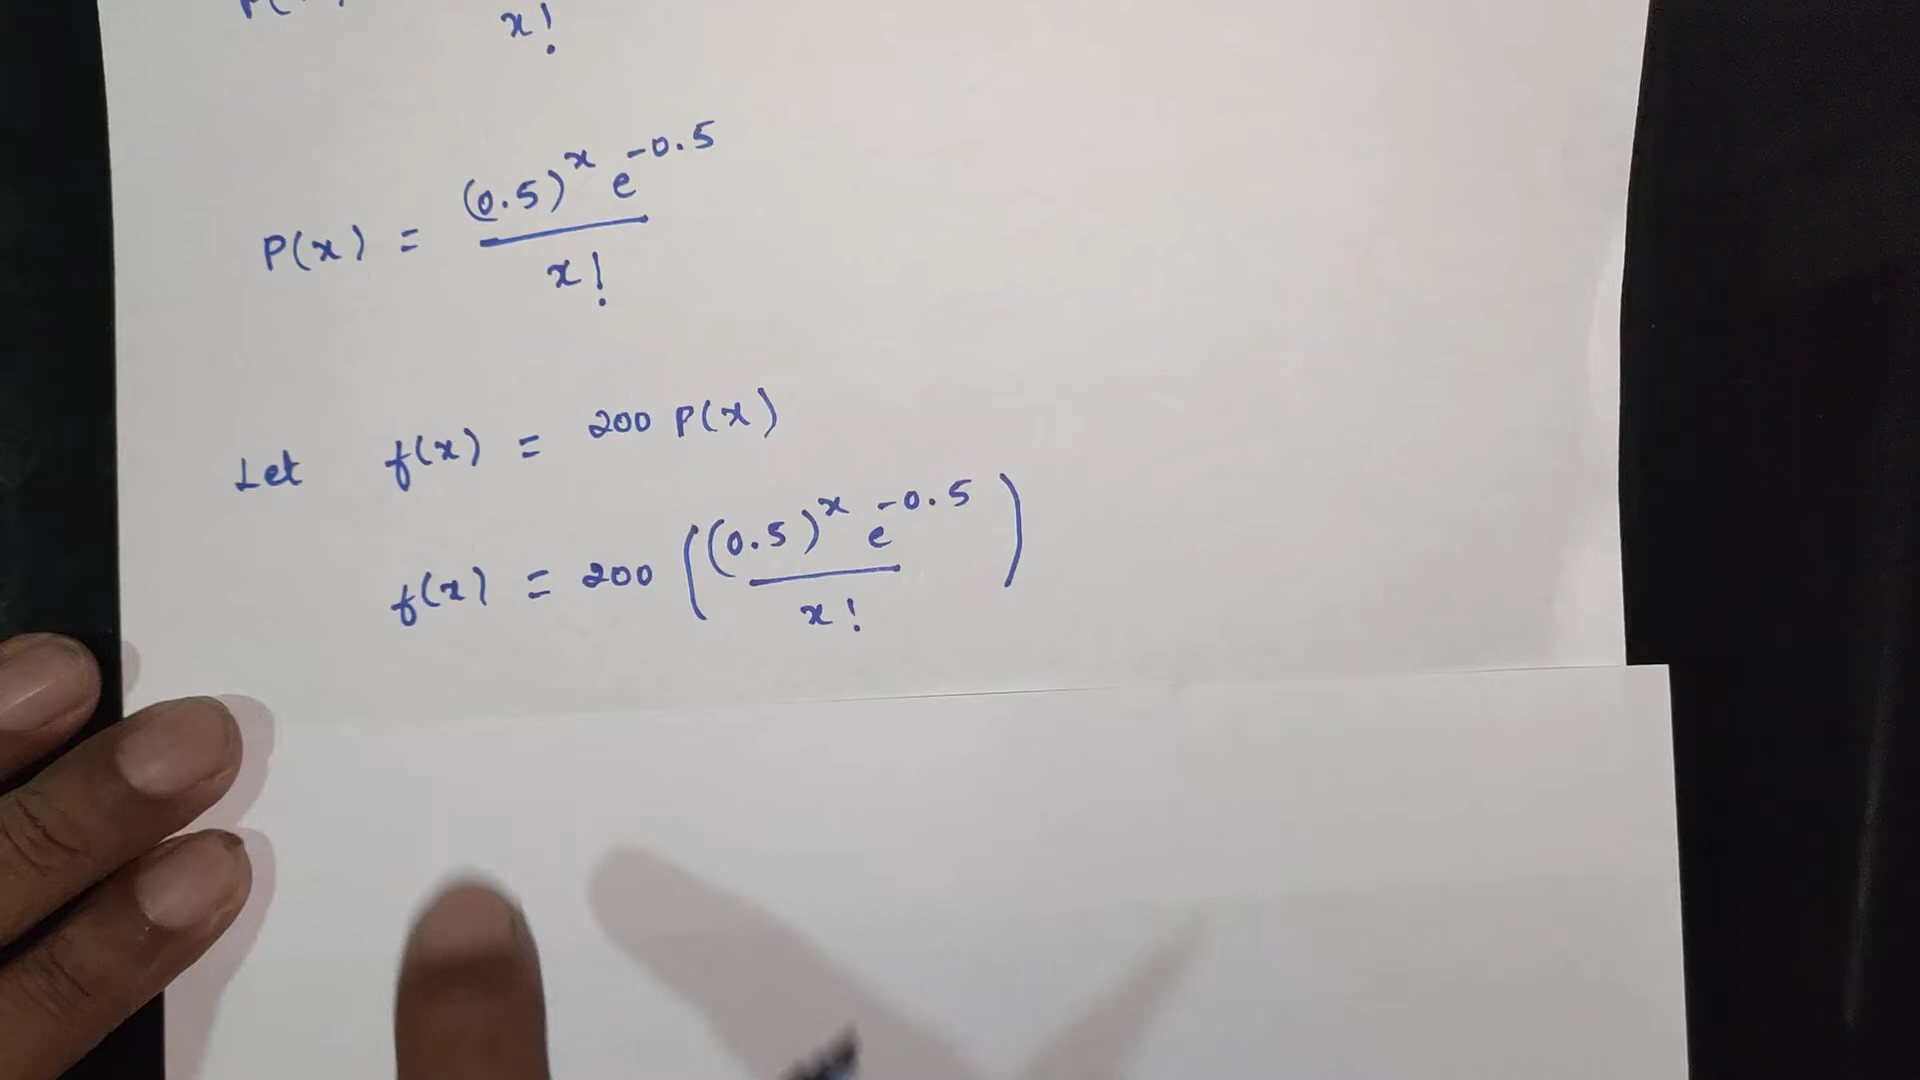 x!
P(x) = (0.5)^x e^-0.5 / x!
Let f(x) = 200 P(x)
f(x) = 200 ((0.5)^x e^-0.5 / x!)